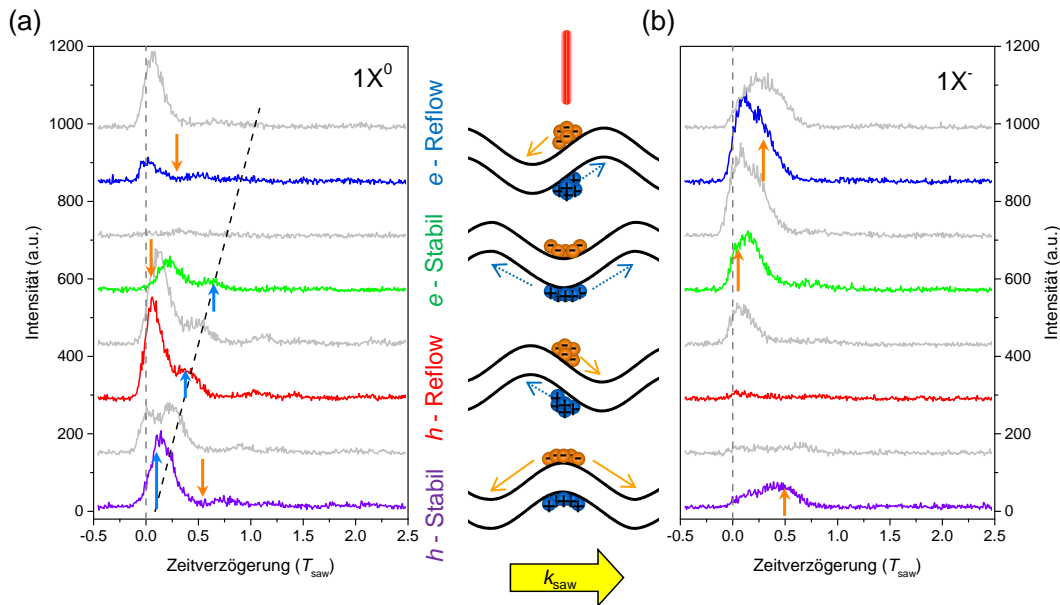 (a)
1X⁰
1200
1000
800
600
400
200
0
Intensität (a.u.)
-0.5 0.0 0.5 1.0 1.5 2.0 2.5
Zeitverzögerung (Tsaw)
e - Reflow
e - Stabil
h - Reflow
h - Stabil
ksaw
(b)
1X⁻
1200
1000
800
600
400
200
0
Intensität (a.u.)
-0.5 0.0 0.5 1.0 1.5 2.0 2.5
Zeitverzögerung (Tsaw)